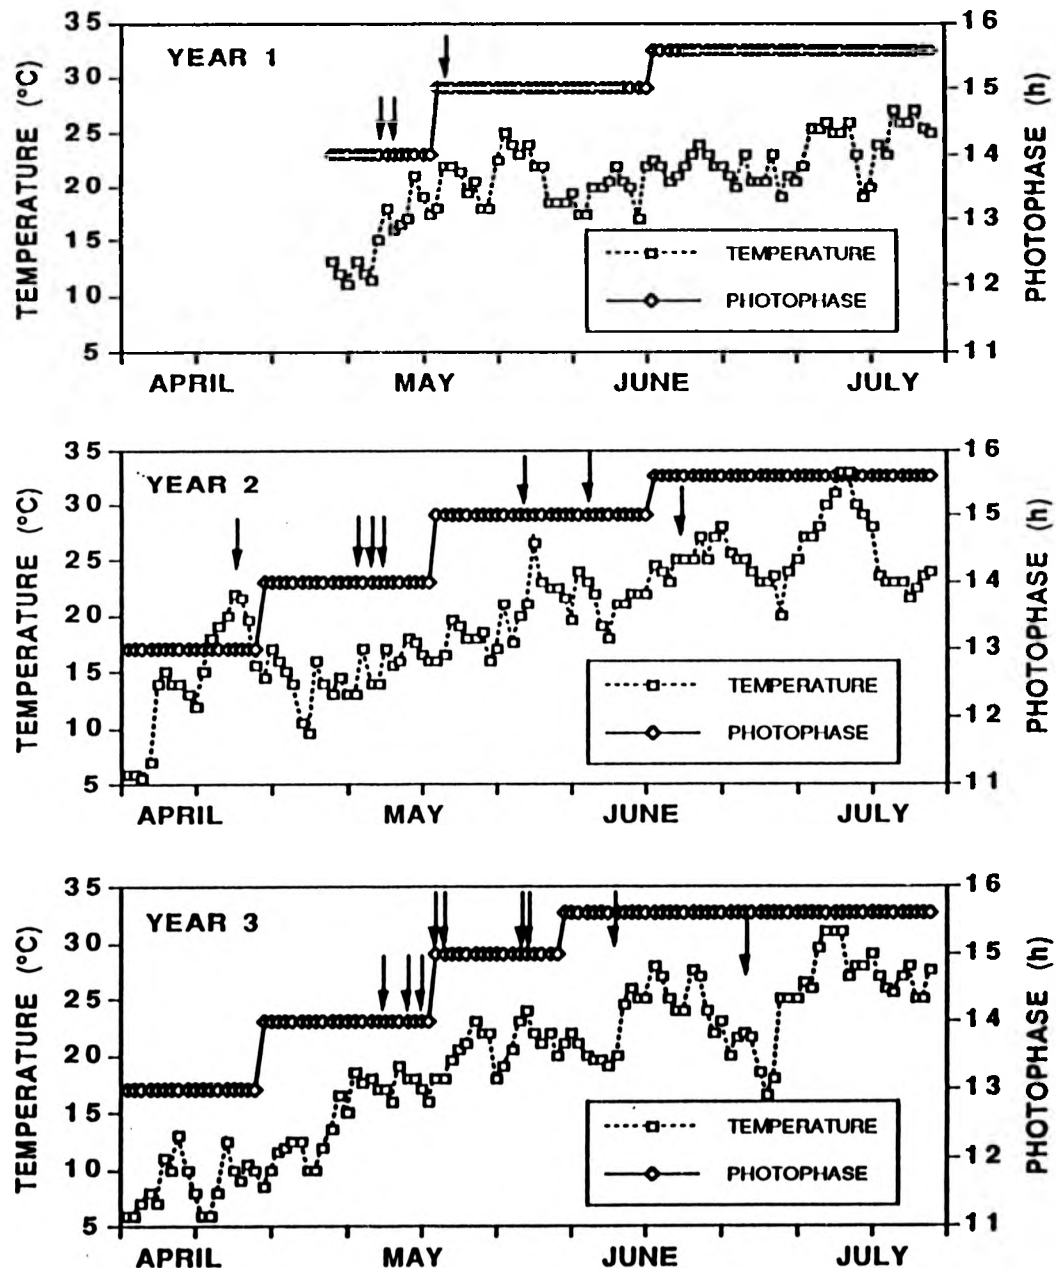 YEAR 1
TEMPERATURE (°C)
35
30
25
20
15
10
5
16
15
14
13
12
11
PHOTOPHASE (h)
TEMPERATURE
PHOTOPHASE
APRIL MAY JUNE JULY
YEAR 2
TEMPERATURE (°C)
35
30
25
20
15
10
5
16
15
14
13
12
11
PHOTOPHASE (h)
TEMPERATURE
PHOTOPHASE
APRIL MAY JUNE JULY
YEAR 3
TEMPERATURE (°C)
35
30
25
20
15
10
5
16
15
14
13
12
11
PHOTOPHASE (h)
TEMPERATURE
PHOTOPHASE
APRIL MAY JUNE JULY